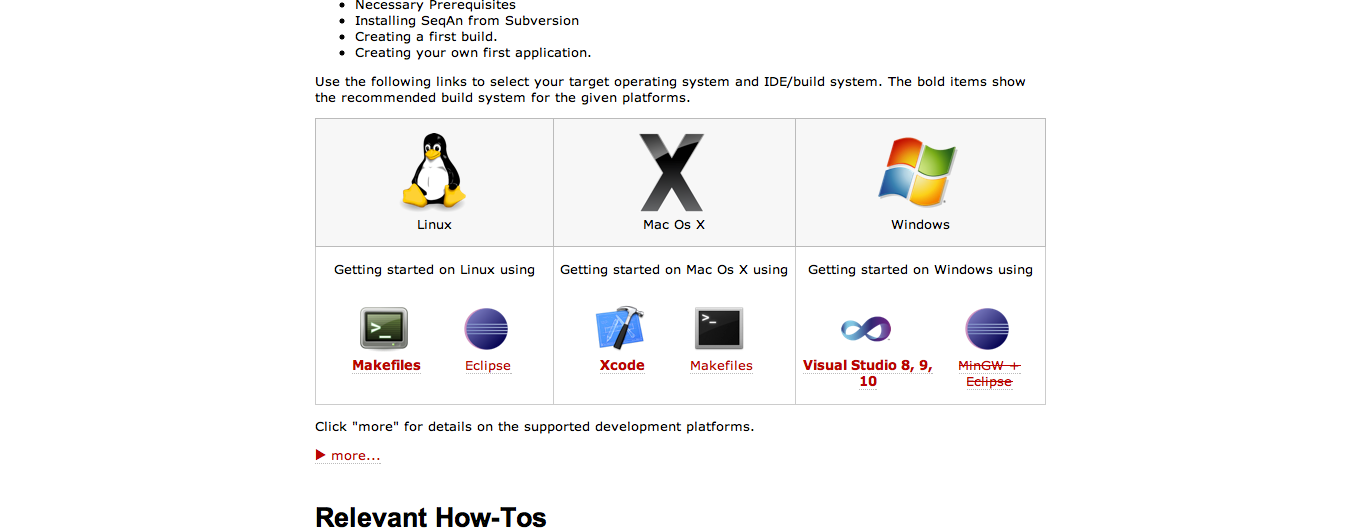 Necessary Prerequisites
Installing SeqAn from Subversion
Creating a first build.
Creating your own first application.
Use the following links to select your target operating system and IDE/build system. The bold items show
the recommended build system for the given platforms.
Linux
Mac Os X
Windows
Getting started on Linux using
Getting started on Mac Os X using
Getting started on Windows using
>_
>_
Makefiles
Eclipse
Xcode
Makefiles
Visual Studio 8, 9,
10
MinGW +
Eclipse
Click "more" for details on the supported development platforms.
more...
Relevant How-Tos